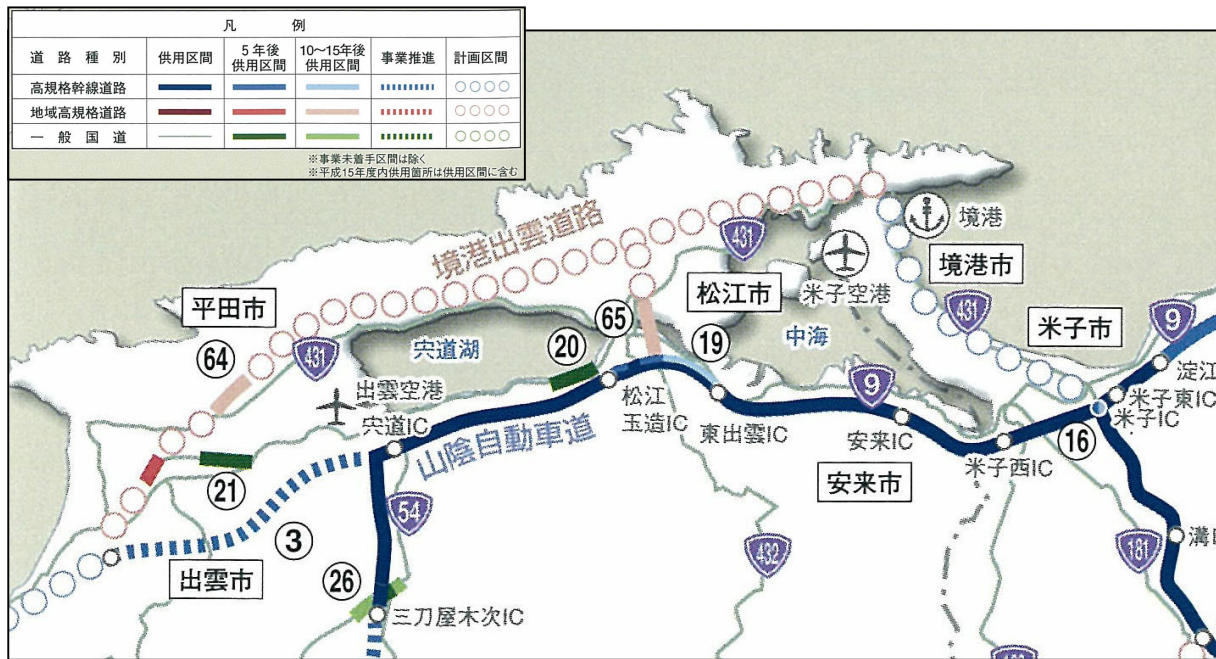 凡 例
道路種別 供用区間 5年後供用区間 10〜15年後供用区間 事業推進 計画区間
高規格幹線道路
地域高規格道路
一般国道
※事業未着手区間は除く
※平成15年度内供用箇所は供用区間に含む
境港出雲道路
431
境港
境港市
平田市
松江市
米子空港
431
米子市
9
64
431
宍道湖
65
20
19
中海
淀江
出雲空港
宍道IC
松江玉造IC
東出雲IC
9
安来IC
米子東IC
米子IC
16
米子西IC
山陰自動車道
安来市
21
54
3
432
181
溝口
出雲市
26
三刀屋木次IC